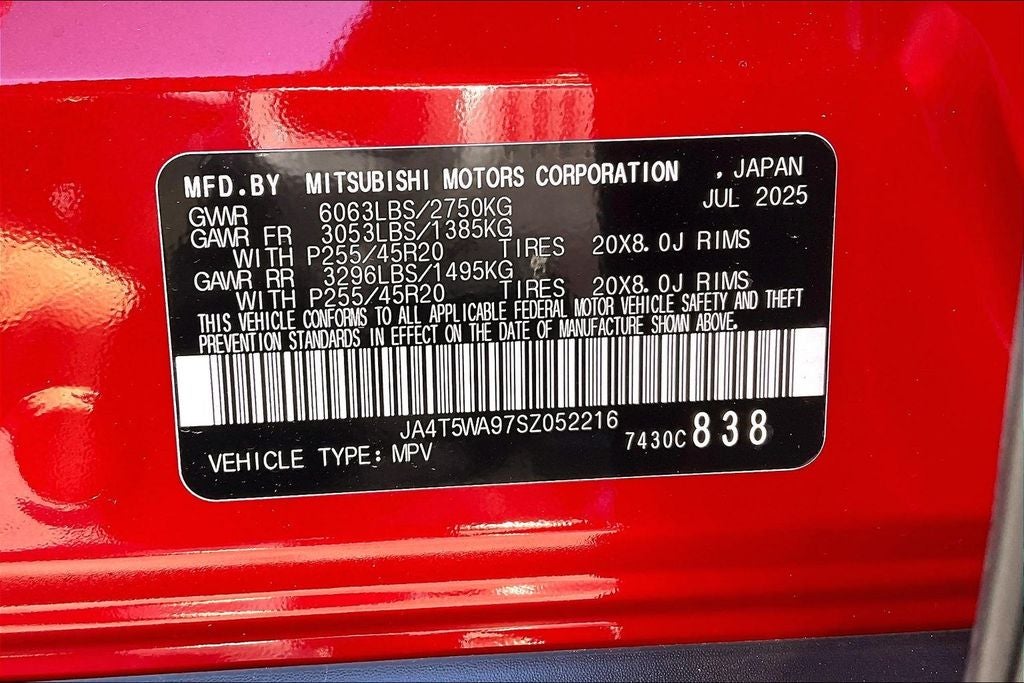 MFD.BY MITSUBISHI MOTORS CORPORATION , JAPAN
JUL 2025
GWWR 6063LBS/2750KG
GAWR FR 3053LBS/1385KG
WITH P255/45R20 TIRES 20X8.0J RIMS
GAWR RR 3296LBS/1495KG
WITH P255/45R20 TIRES 20X8.0J RIMS
THIS VEHICLE CONFORMS TO ALL APPLICABLE FEDERAL MOTOR VEHICLE SAFETY AND THEFT
PREVENTION STANDARDS IN EFFECT ON THE DATE OF MANUFACTURE SHOWN ABOVE.
JA4T5WA97SZ052216
7430C 838
VEHICLE TYPE: MPV